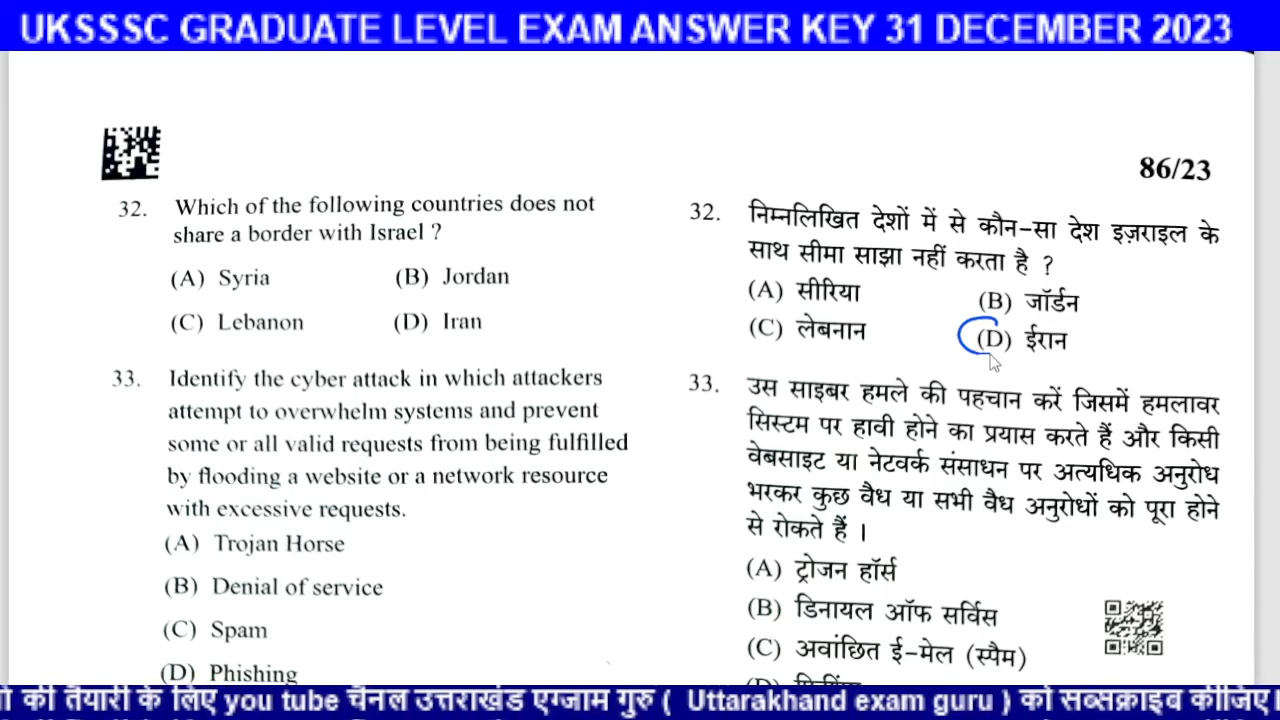 UKSSSC GRADUATE LEVEL EXAM ANSWER KEY 31 DECEMBER 2023
86/23
32. Which of the following countries does not
share a border with Israel ?
(A) Syria (B) Jordan
(C) Lebanon (D) Iran
33. Identify the cyber attack in which attackers
attempt to overwhelm systems and prevent
some or all valid requests from being fulfilled
by flooding a website or a network resource
with excessive requests.
(A) Trojan Horse
(B) Denial of service
(C) Spam
(D) Phishing
32. निम्नलिखित देशों में से कौन-सा देश इज़राइल के
साथ सीमा साझा नहीं करता है ?
(A) सीरिया (B) जॉर्डन
(C) लेबनान (D) ईरान
33. उस साइबर हमले की पहचान करें जिसमें हमलावर
सिस्टम पर हावी होने का प्रयास करते हैं और किसी
वेबसाइट या नेटवर्क संसाधन पर अत्यधिक अनुरोध
भरकर कुछ वैध या सभी वैध अनुरोधों को पूरा होने
से रोकते हैं ।
(A) ट्रोजन हॉर्स
(B) डिनायल ऑफ सर्विस
(C) अवांछित ई-मेल (स्पैम)
की तैयारी के लिए you tube चैनल उत्तराखंड एग्जाम गुरु ( Uttarakhand exam guru ) को सब्सक्राइब कीजिए